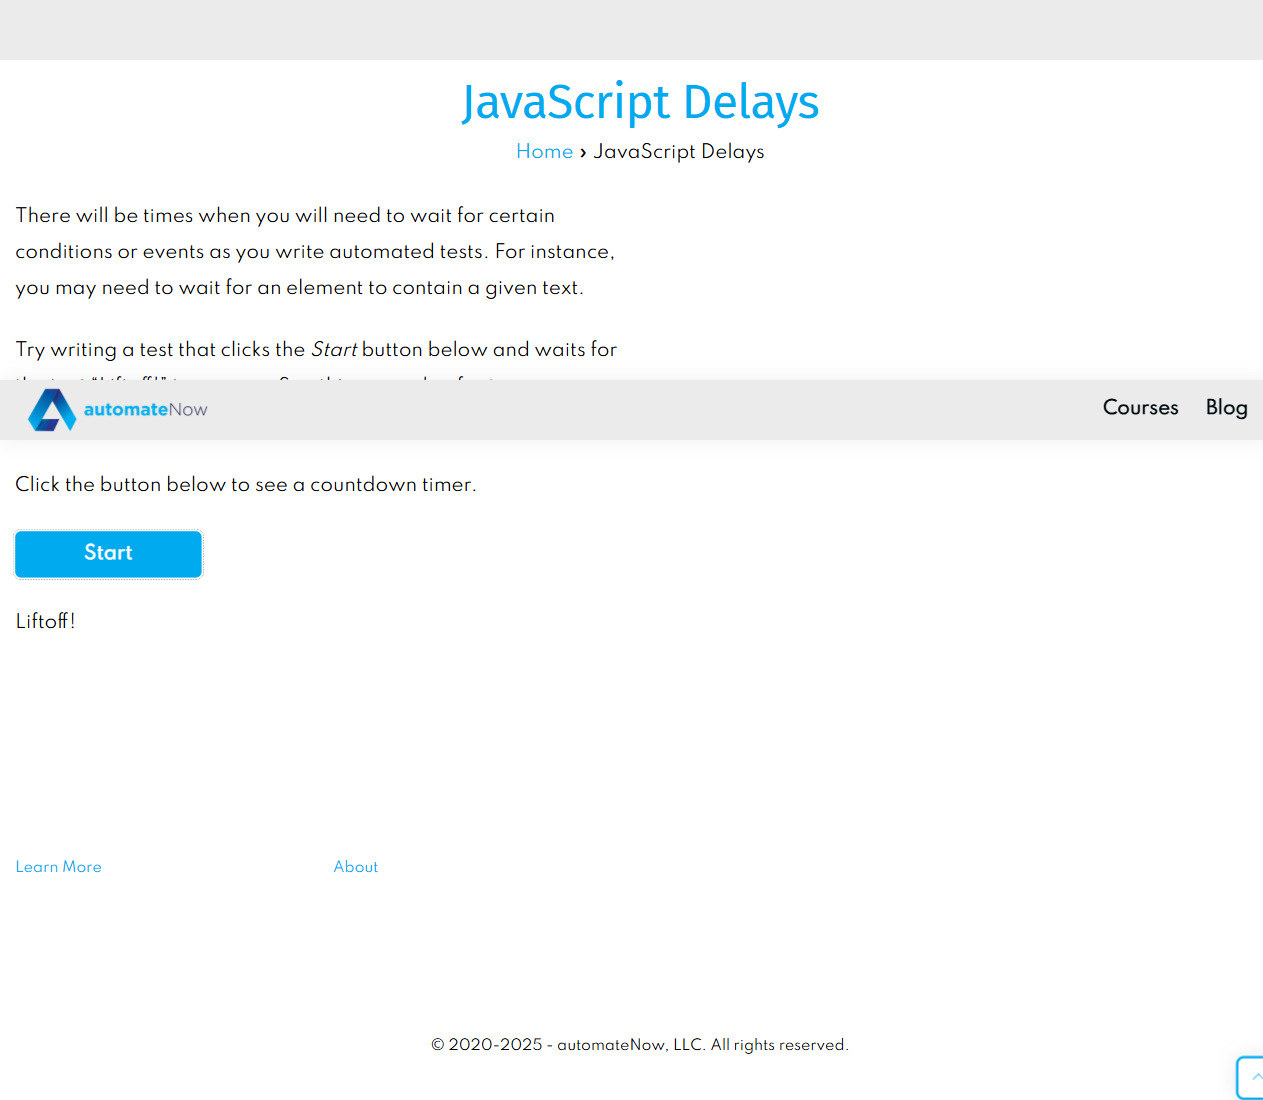 JavaScript Delays
Home › JavaScript Delays
There will be times when you will need to wait for certain
conditions or events as you write automated tests. For instance,
you may need to wait for an element to contain a given text.
Try writing a test that clicks the Start button below and waits for
automateNow
Courses Blog
Click the button below to see a countdown timer.
Start
Liftoff!
Learn More About
© 2020-2025 - automateNow, LLC. All rights reserved.